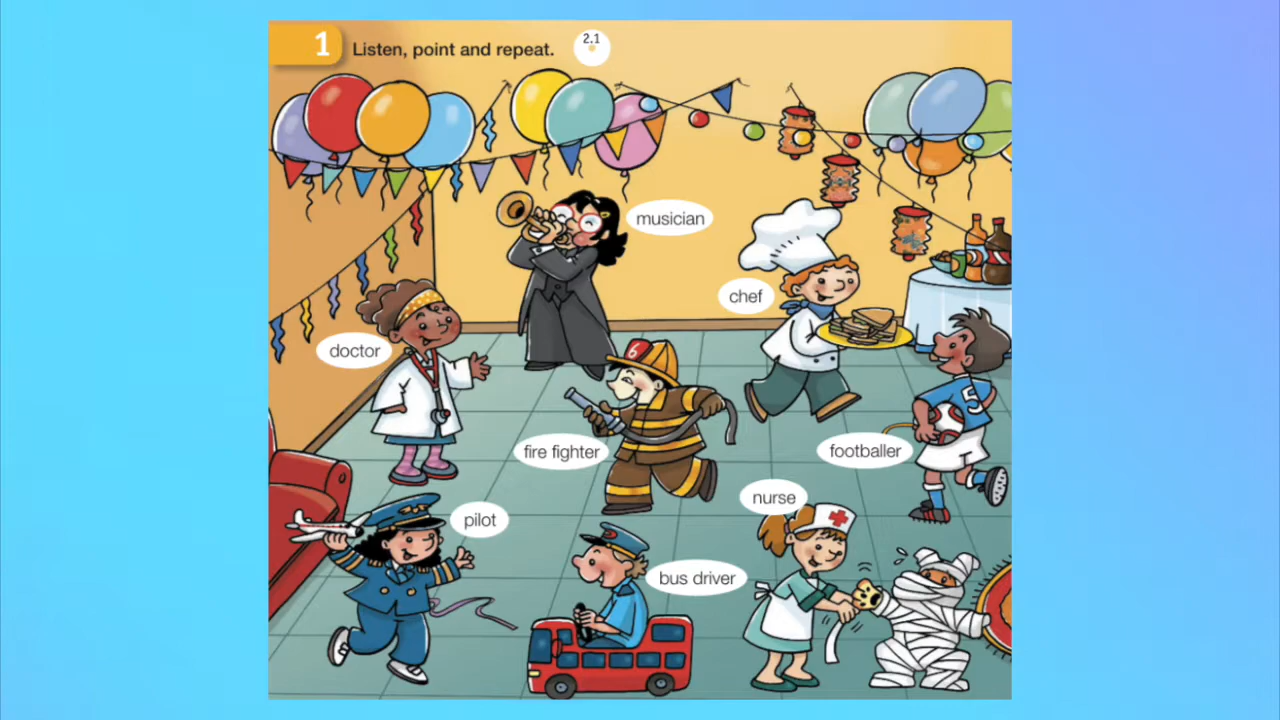 1 Listen, point and repeat. 2.1
musician
chef
doctor
6
5
fire fighter
footballer
nurse
pilot
bus driver